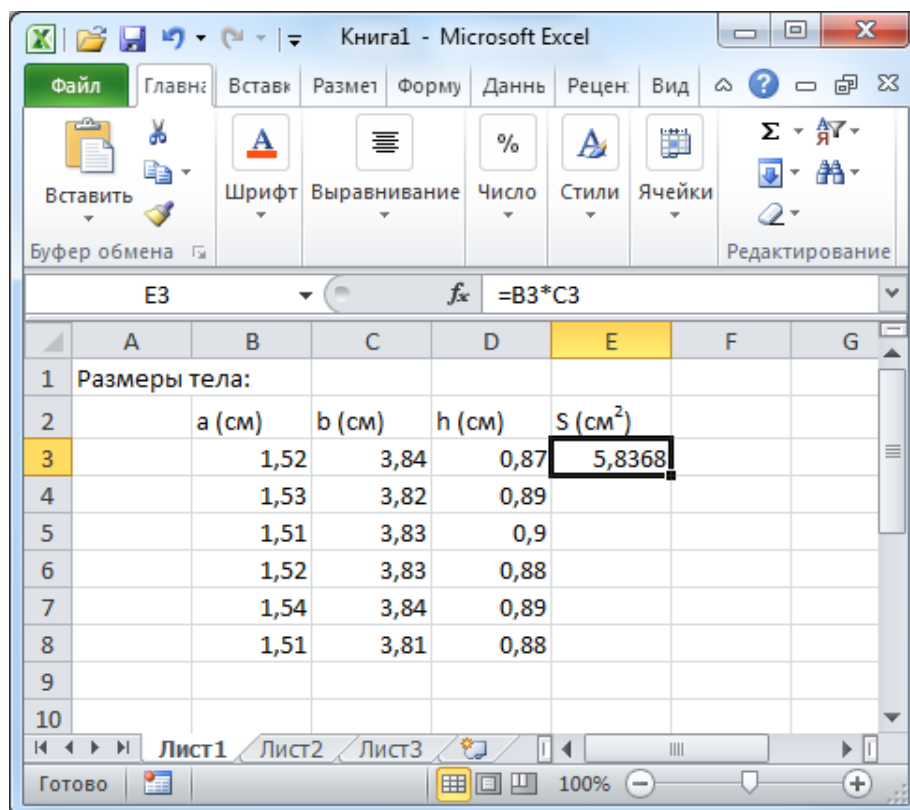 Книга1 - Microsoft Excel
Файл Главна Вставк Размет Форму Даннь Рецен: Вид
Вставить Шрифт Выравнивание Число Стили Ячейки
Буфер обмена Редактирование
E3 fx =B3*C3
A B C D E F G
1 Размеры тела:
2 a (см) b (см) h (см) S (см²)
3 1,52 3,84 0,87 5,8368
4 1,53 3,82 0,89
5 1,51 3,83 0,9
6 1,52 3,83 0,88
7 1,54 3,84 0,89
8 1,51 3,81 0,88
9
10
Лист1 Лист2 Лист3
Готово 100%